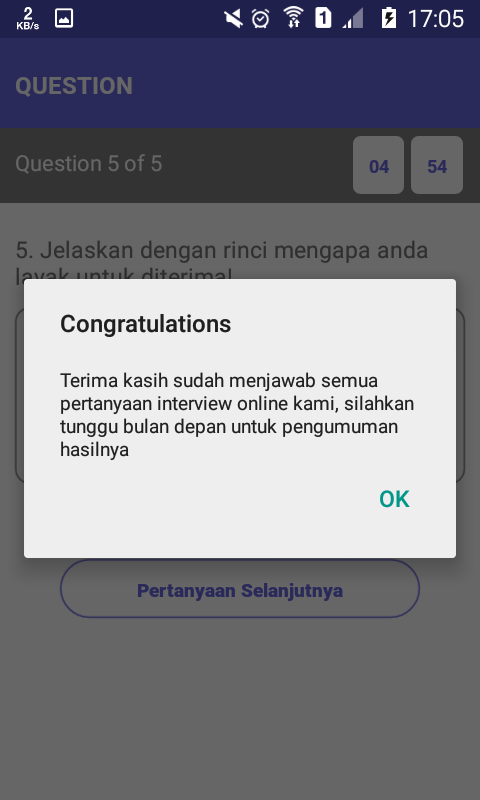 2
KB/s
1
17:05
QUESTION
Question 5 of 5
04
54
5. Jelaskan dengan rinci mengapa anda
layak untuk diterima!
Congratulations
Terima kasih sudah menjawab semua
pertanyaan interview online kami, silahkan
tunggu bulan depan untuk pengumuman
hasilnya
OK
Pertanyaan Selanjutnya